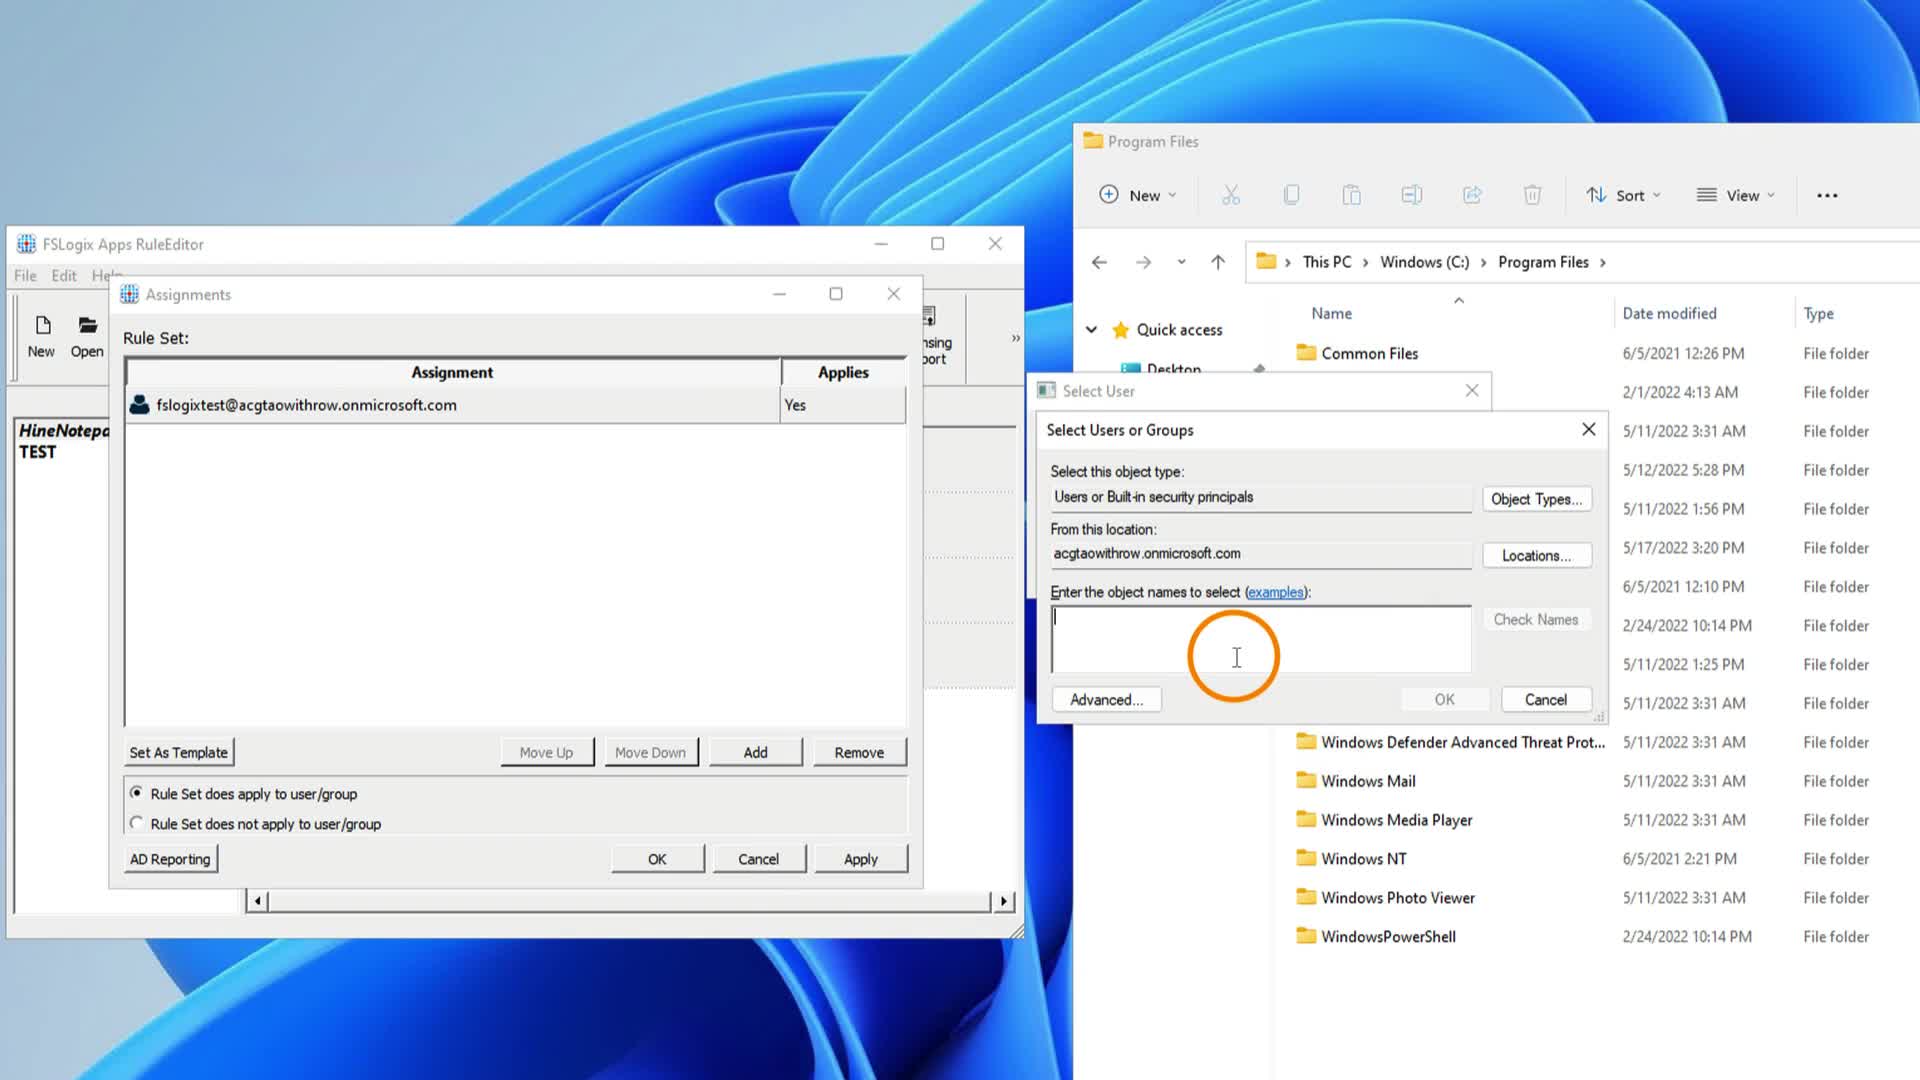 Program Files
New
Sort
View
FSLogix Apps RuleEditor
This PC
Windows (C:)
Program Files
File Edit Help
Assignments
Name
Date modified
Type
New
Open
Quick access
Rule Set:
nsing
port
Common Files
6/5/2021 12:26 PM
File folder
Assignment
Applies
Desktop
fslogixtest@acgtaowithrow.onmicrosoft.com
Yes
Select User
2/1/2022 4:13 AM
File folder
HineNotepa
TEST
Select Users or Groups
5/11/2022 3:31 AM
File folder
Select this object type:
Users or Built-in security principals
Object Types...
5/12/2022 5:28 PM
File folder
From this location:
5/11/2022 1:56 PM
File folder
acgtaowithrow.onmicrosoft.com
Locations...
5/17/2022 3:20 PM
File folder
Enter the object names to select (examples):
6/5/2021 12:10 PM
File folder
Check Names
2/24/2022 10:14 PM
File folder
5/11/2022 1:25 PM
File folder
Advanced...
OK
Cancel
5/11/2022 3:31 AM
File folder
Set As Template
Move Up
Move Down
Add
Remove
Windows Defender Advanced Threat Prot...
5/11/2022 3:31 AM
File folder
Rule Set does apply to user/group
Windows Mail
5/11/2022 3:31 AM
File folder
Rule Set does not apply to user/group
Windows Media Player
5/11/2022 3:31 AM
File folder
AD Reporting
OK
Cancel
Apply
Windows NT
6/5/2021 2:21 PM
File folder
Windows Photo Viewer
5/11/2022 3:31 AM
File folder
WindowsPowerShell
2/24/2022 10:14 PM
File folder